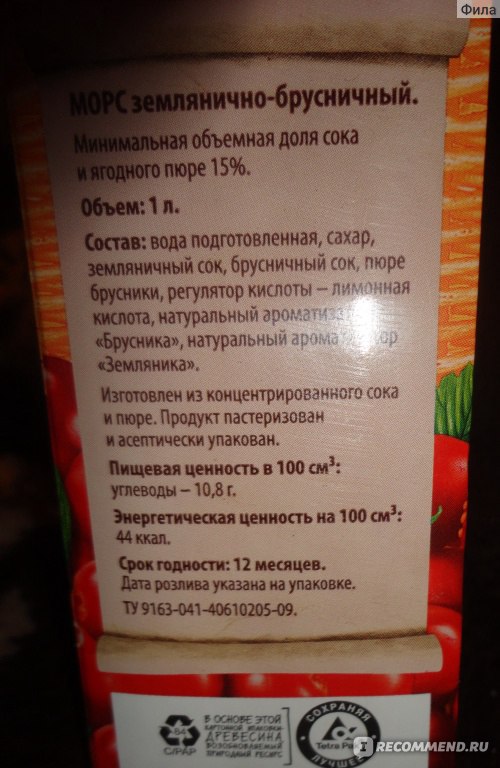 Фила
МОРС землянично-брусничный.
Минимальная объемная доля сока
и ягодного пюре 15%.
Объем: 1 л.
Состав: вода подготовленная, сахар,
земляничный сок, брусничный сок, пюре
брусники, регулятор кислоты – лимонная
кислота, натуральный
«Брусника», натуральный
«Земляника».
Изготовлен из концентрированного сока
и пюре. Продукт пастеризован
и асептически упакован.
Пищевая ценность в 100 см³:
углеводы – 10,8 г.
Энергетическая ценность на 100 см³:
44 ккал.
Срок годности: 12 месяцев.
Дата розлива указана на упаковке.
ТУ 9163-041-40610205-09.
84
C/PAP
В ОСНОВЕ ЭТОЙ
КАРТОННОЙ УПАКОВКИ-
ДРЕВЕСИНА
ВОЗОБНОВЛЯЕМЫЙ
ПРИРОДНЫЙ РЕСУРС
СОХРАНЯЯ
Tetra Pak
ЛУЧШЕЕ
RECOMMEND.RU